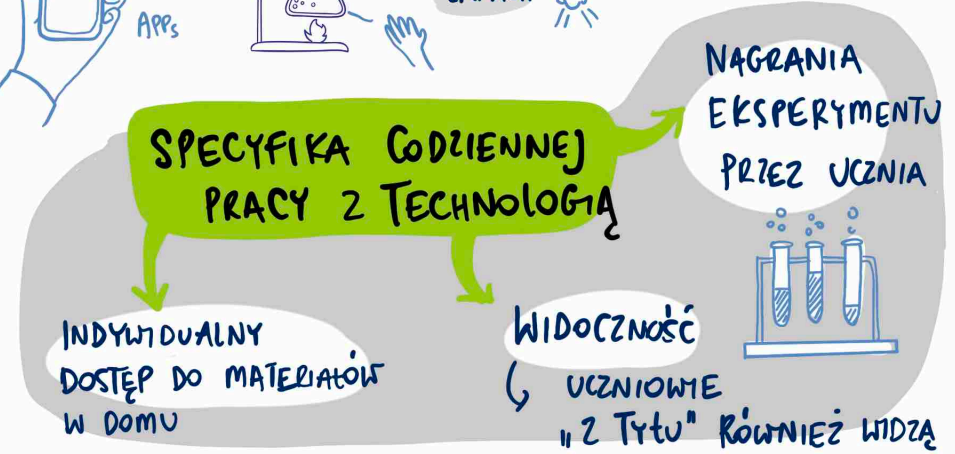 APPs
SPECYFIKA CODZIENNEJ
PRACY Z TECHNOLOGIĄ
NAGRANIA
EKSPERYMENTU
PRZEZ UCZNIA
INDYWIDUALNY
DOSTĘP DO MATERIAŁÓW
W DOMU
WIDOCZNOŚĆ
UCZNIOWIE
„Z TYŁU" RÓWNIEŻ WIDZĄ